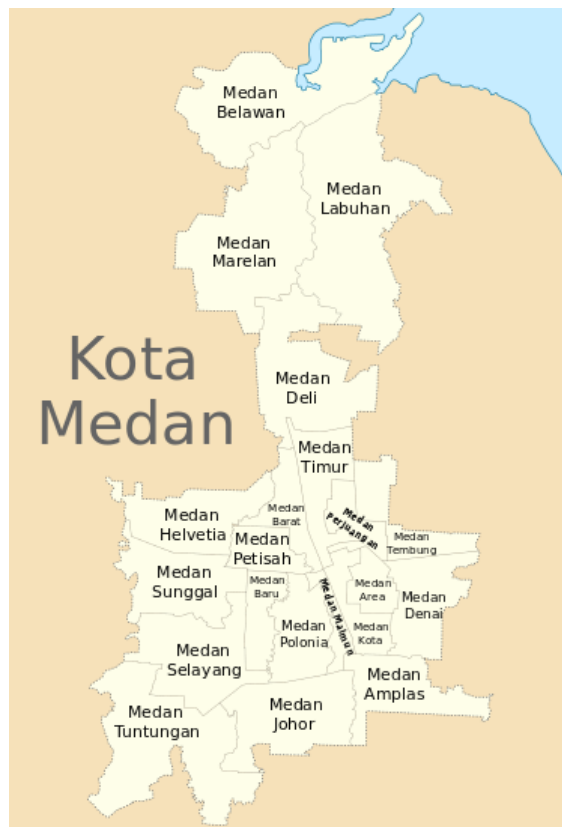 Medan
Belawan
Medan
Labuhan
Medan
Marelan
Kota
Medan
Medan
Deli
Medan
Timur
Medan
Barat
Medan
Perjuangan
Medan
Helvetia
Medan
Petisah
Medan
Tembung
Medan
Sunggal
Medan
Baru
Medan
Area
Medan
Denai
Medan Maimun
Medan
Polonia
Medan
Kota
Medan
Selayang
Medan
Amplas
Medan
Tuntungan
Medan
Johor